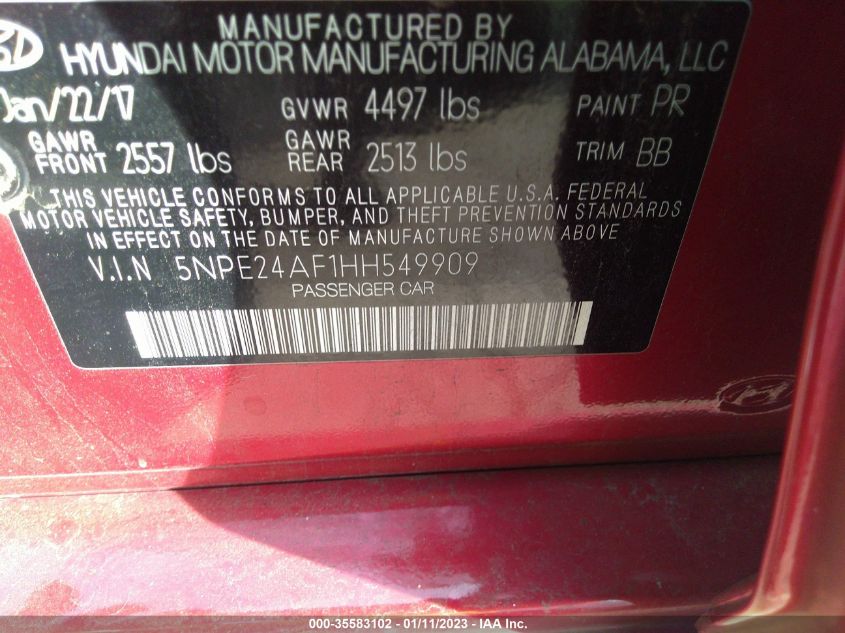 MANUFACTURED BY
HYUNDAI MOTOR MANUFACTURING ALABAMA, LLC
Jan/22/17 GVWR 4497 lbs PAINT PR
GAWR FRONT 2557 lbs GAWR REAR 2513 lbs TRIM BB
THIS VEHICLE CONFORMS TO ALL APPLICABLE U.S.A. FEDERAL
MOTOR VEHICLE SAFETY, BUMPER, AND THEFT PREVENTION STANDARDS
IN EFFECT ON THE DATE OF MANUFACTURE SHOWN ABOVE.
V.I.N 5NPE24AF1HH549909
PASSENGER CAR
000-35583102 - 01/11/2023 - IAA Inc.